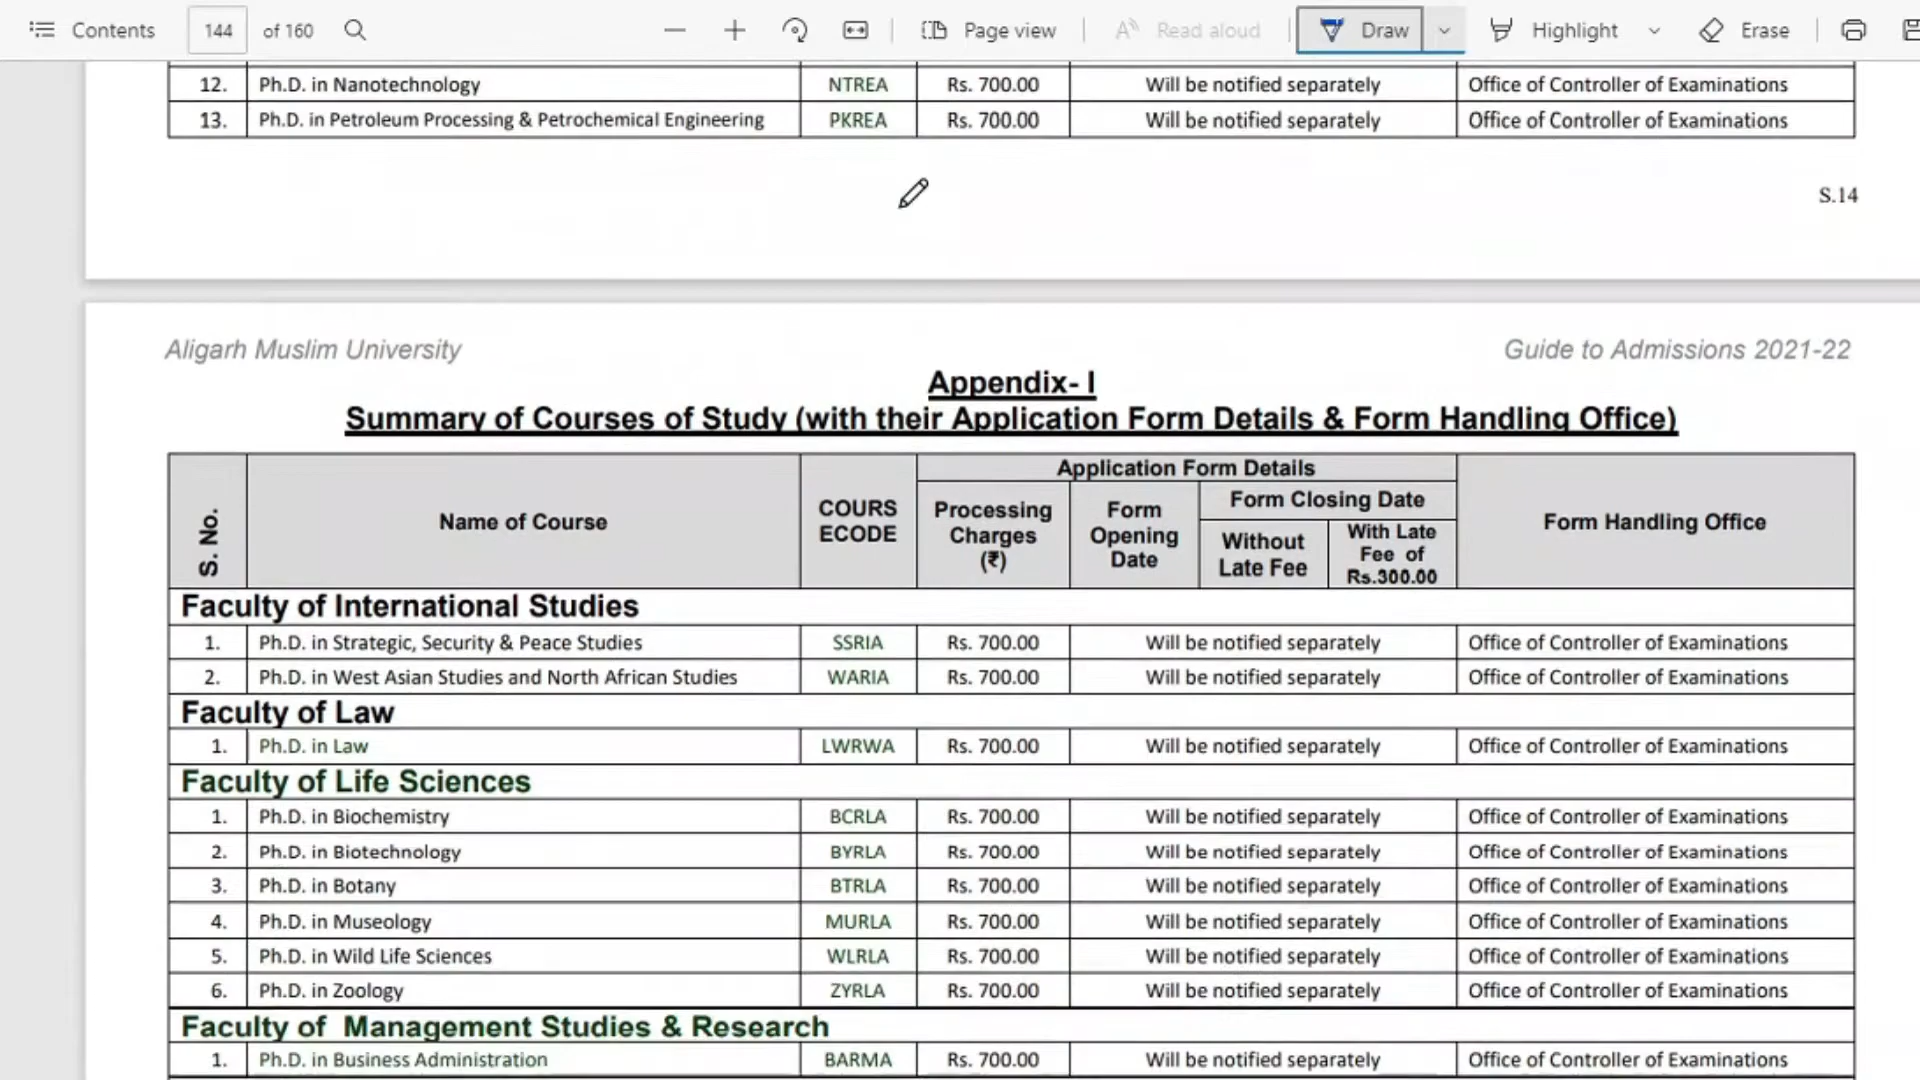 Contents 144 of 160 Page view Read aloud Draw Highlight Erase
12. Ph.D. in Nanotechnology NTREA Rs. 700.00 Will be notified separately Office of Controller of Examinations
13. Ph.D. in Petroleum Processing & Petrochemical Engineering PKREA Rs. 700.00 Will be notified separately Office of Controller of Examinations
S.14
Aligarh Muslim University Guide to Admissions 2021-22
Appendix- I
Summary of Courses of Study (with their Application Form Details & Form Handling Office)
S. No.
Name of Course
COURS
ECODE
Application Form Details
Processing
Charges
(₹)
Form
Opening
Date
Form Closing Date
Without
Late Fee
With Late
Fee of
Rs.300.00
Form Handling Office
Faculty of International Studies
1. Ph.D. in Strategic, Security & Peace Studies SSRIA Rs. 700.00 Will be notified separately Office of Controller of Examinations
2. Ph.D. in West Asian Studies and North African Studies WARIA Rs. 700.00 Will be notified separately Office of Controller of Examinations
Faculty of Law
1. Ph.D. in Law LWRWA Rs. 700.00 Will be notified separately Office of Controller of Examinations
Faculty of Life Sciences
1. Ph.D. in Biochemistry BCRLA Rs. 700.00 Will be notified separately Office of Controller of Examinations
2. Ph.D. in Biotechnology BYRLA Rs. 700.00 Will be notified separately Office of Controller of Examinations
3. Ph.D. in Botany BTRLA Rs. 700.00 Will be notified separately Office of Controller of Examinations
4. Ph.D. in Museology MURLA Rs. 700.00 Will be notified separately Office of Controller of Examinations
5. Ph.D. in Wild Life Sciences WLRLA Rs. 700.00 Will be notified separately Office of Controller of Examinations
6. Ph.D. in Zoology ZYRLA Rs. 700.00 Will be notified separately Office of Controller of Examinations
Faculty of Management Studies & Research
1. Ph.D. in Business Administration BARMA Rs. 700.00 Will be notified separately Office of Controller of Examinations